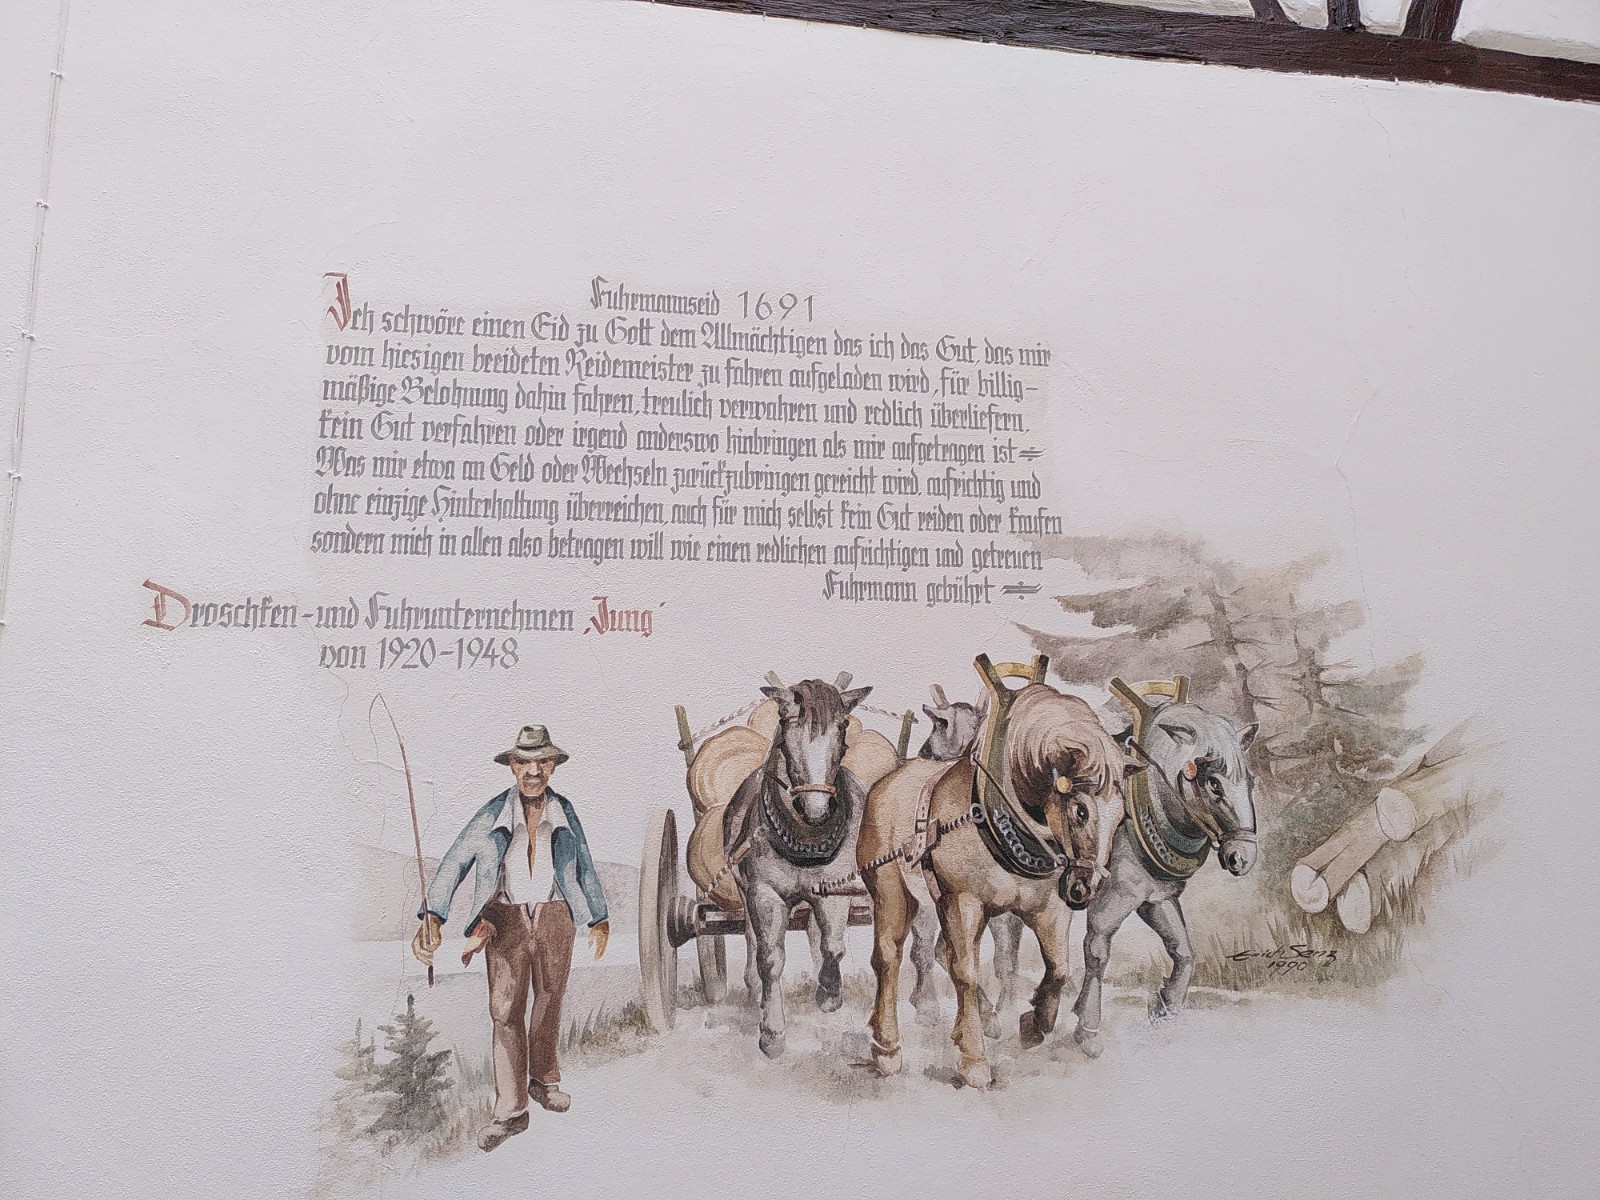 Fuhrmannseid 1691
Ich schwöre einen Eid zu Gott dem Allmächtigen das ich das Gut, das mir
vom hiesigen beeideten Reidemeister zu fahren aufgeladen wird, für billig-
mäßige Belohnung dahin fahren, treulich verwahren und redlich überliefern,
kein Gut verfahren oder irgend anderswo hinbringen als mir aufgetragen ist
Was mir etwa an Geld oder Wechseln zurückzubringen gereicht wird, aufrichtig und
ohne einzige Hinterhaltung überreichen, auch für mich selbst kein Gut reiden oder kaufen
sondern mich in allen also betragen will wie einen redlichen aufrichtigen und getreuen
Fuhrmann gebührt
Droschken-und Fuhrunternehmen „Jung“
von 1920-1948
1990